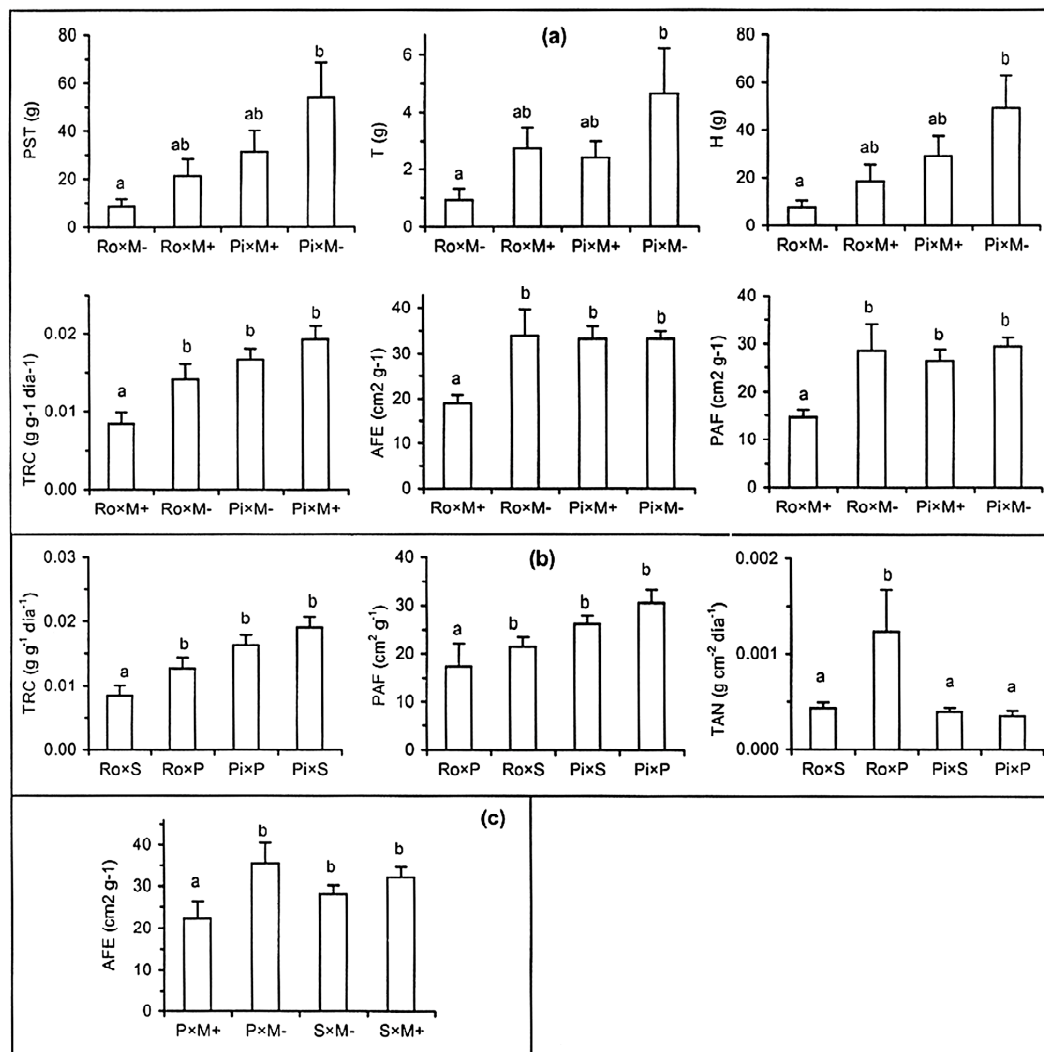 (a)
PST (g)
80
60
40
20
0
a
ab
ab
b
Ro×M- Ro×M+ Pi×M+ Pi×M-
T (g)
6
4
2
0
a
ab
ab
b
Ro×M- Ro×M+ Pi×M+ Pi×M-
H (g)
80
60
40
20
0
a
ab
ab
b
Ro×M- Ro×M+ Pi×M+ Pi×M-
TRC (g g-1 dia-1)
0.02
0.01
0.00
a
b
b
b
Ro×M+ Ro×M- Pi×M- Pi×M+
AFE (cm2 g-1)
40
30
20
10
0
a
b
b
b
Ro×M+ Ro×M- Pi×M+ Pi×M-
PAF (cm2 g-1)
40
30
20
10
0
a
b
b
b
Ro×M+ Ro×M- Pi×M+ Pi×M-
(b)
TRC (g g-1 dia-1)
0.03
0.02
0.01
0.00
a
b
b
b
Ro×S Ro×P Pi×P Pi×S
PAF (cm2 g-1)
40
30
20
10
0
a
b
b
b
Ro×P Ro×S Pi×S Pi×P
TAN (g cm-2 dia-1)
0.002
0.001
0.000
a
b
a
a
Ro×S Ro×P Pi×S Pi×P
(c)
AFE (cm2 g-1)
40
30
20
10
0
a
b
b
b
P×M+ P×M- S×M- S×M+